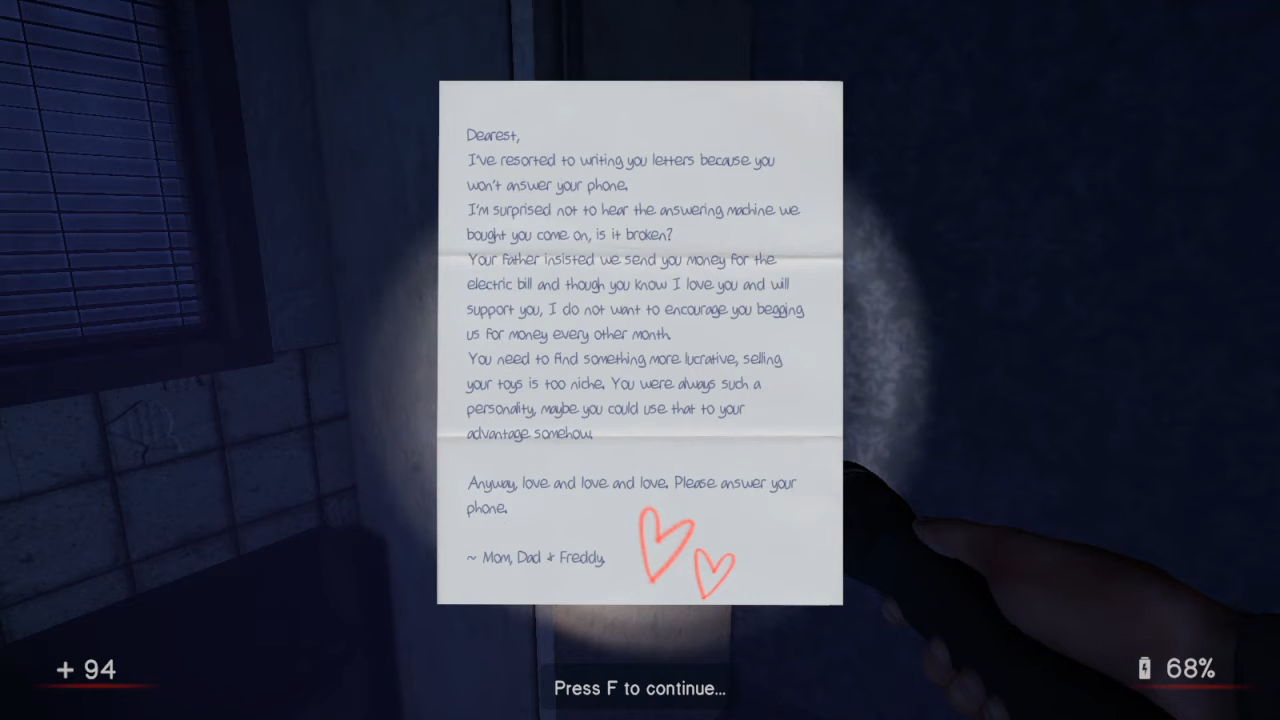 Dearest,
I've resorted to writing you letters because you
won't answer your phone.
I'm surprised not to hear the answering machine we
bought you come on, is it broken?
Your father insisted we send you money for the
electric bill and though you know I love you and will
support you, I do not want to encourage you begging
us for money every other month.
You need to find something more lucrative, selling
your toys is too niche. You were always such a
personality, maybe you could use that to your
advantage somehow.
Anyway, love and love and love. Please answer your
phone.
~ Mom, Dad + Freddy.
+ 94
68%
Press F to continue...